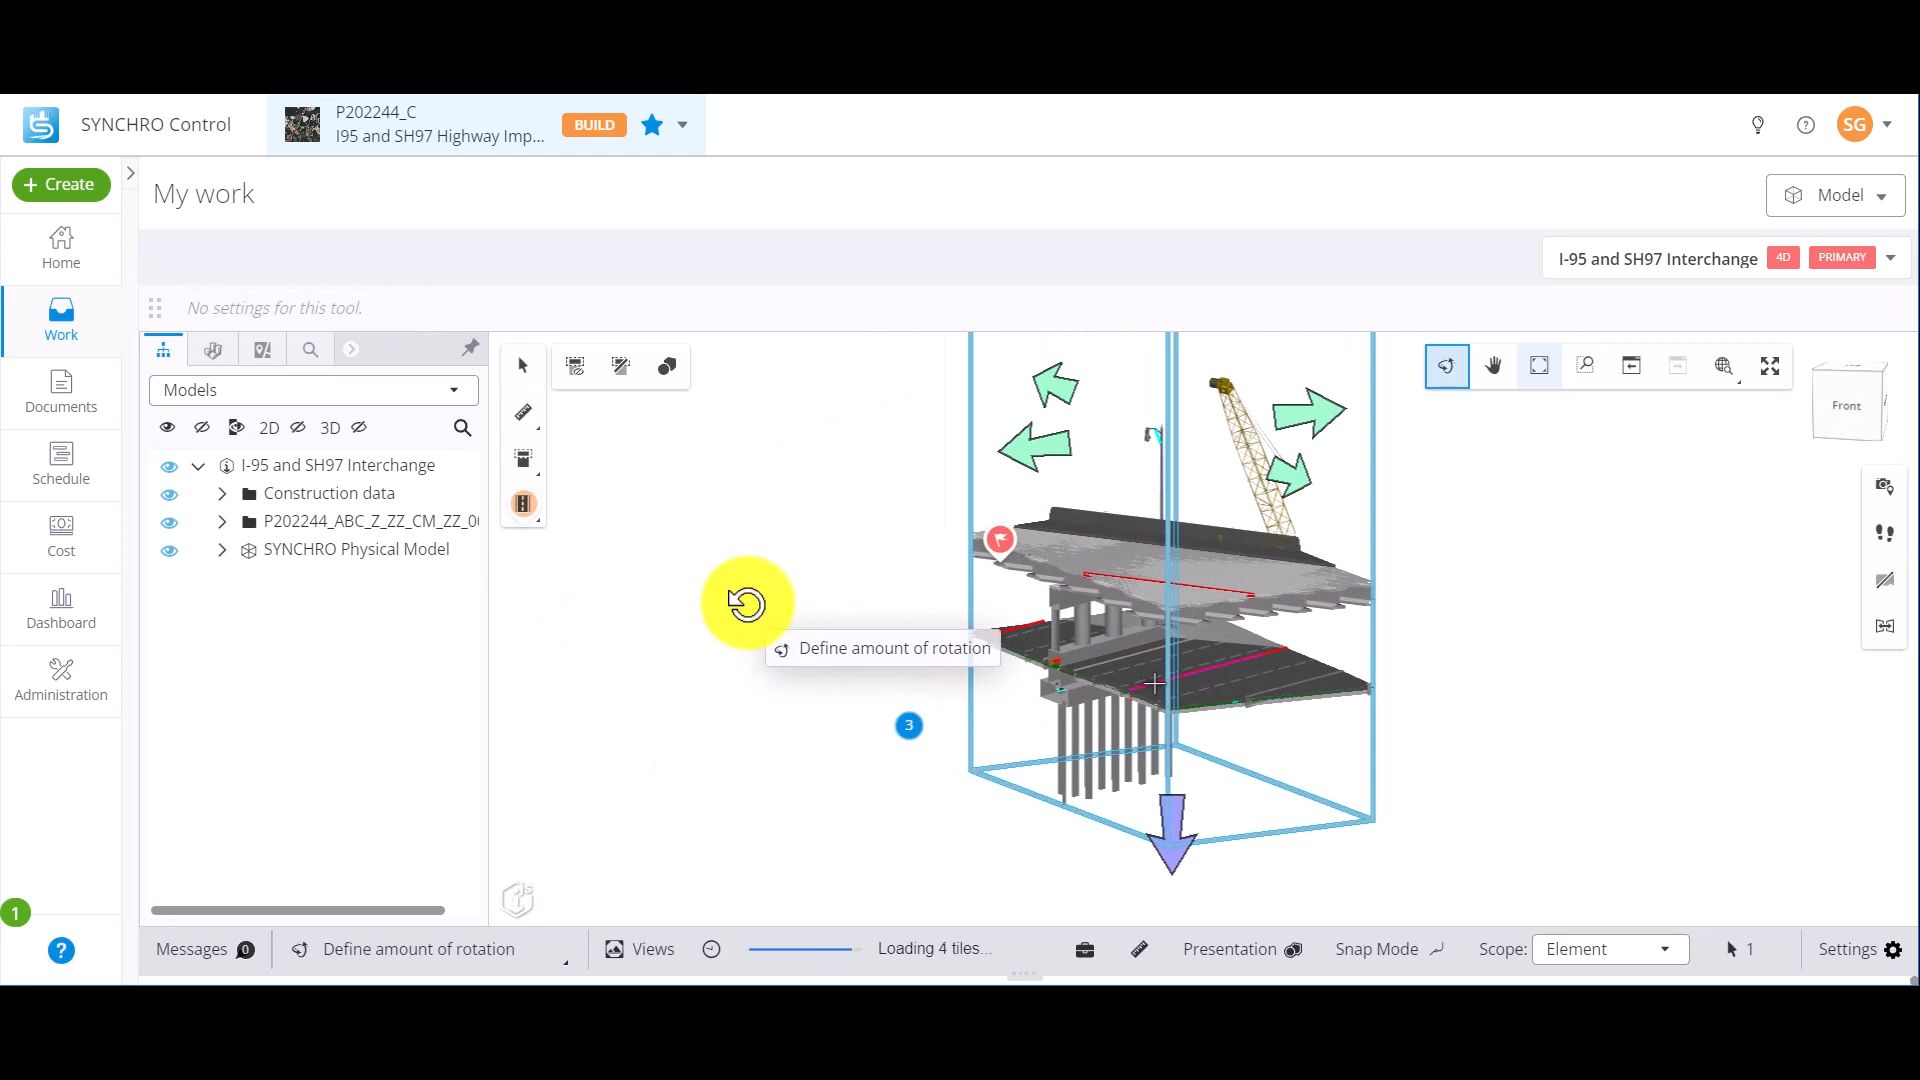 SYNCHRO Control
P202244_C
I95 and SH97 Highway Imp...
BUILD
SG
Create
My work
Model
Home
I-95 and SH97 Interchange
4D
PRIMARY
No settings for this tool.
Work
Models
Documents
2D
3D
Front
I-95 and SH97 Interchange
Schedule
Construction data
P202244_ABC_Z_ZZ_CM_ZZ_0
SYNCHRO Physical Model
Cost
Dashboard
Define amount of rotation
Administration
3
1
?
Messages 0
Define amount of rotation
Views
Loading 4 tiles...
Presentation
Snap Mode
Scope: Element
1
Settings